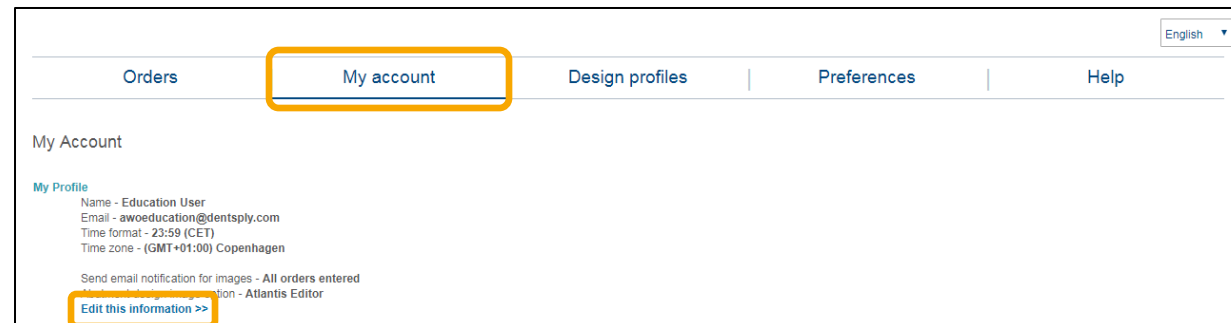 English
Orders My account Design profiles Preferences Help
My Account
My Profile
Name - Education User
Email - awoeducation@dentsply.com
Time format - 23:59 (CET)
Time zone - (GMT+01:00) Copenhagen
Send email notification for images - All orders entered
- Atlantis Editor
Edit this information >>